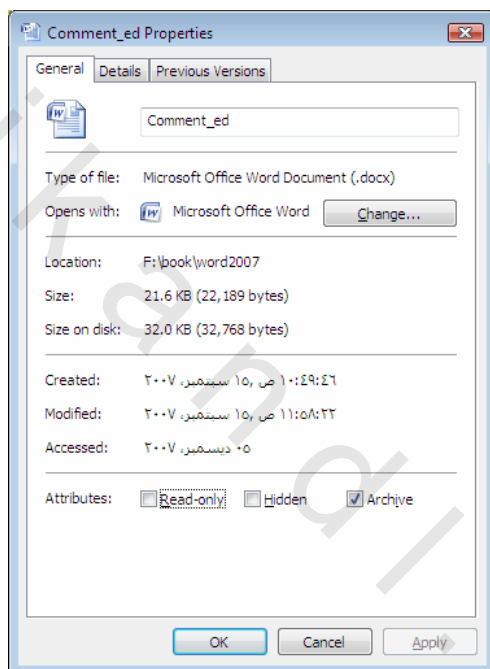 Comment_ed Properties
General Details Previous Versions
Comment_ed
Type of file: Microsoft Office Word Document (.docx)
Opens with: Microsoft Office Word Change...
Location: F:\book\word2007
Size: 21.6 KB (22,189 bytes)
Size on disk: 32.0 KB (32,768 bytes)
Created: ١٠:٤٩:٤٦ ص ,١٥ سبتمبر، ٢٠٠٧
Modified: ١١:٥٨:٢٢ ص ,١٥ سبتمبر، ٢٠٠٧
Accessed: ٠٥ ديسمبر، ٢٠٠٧
Attributes: Read-only Hidden Archive
OK Cancel Apply